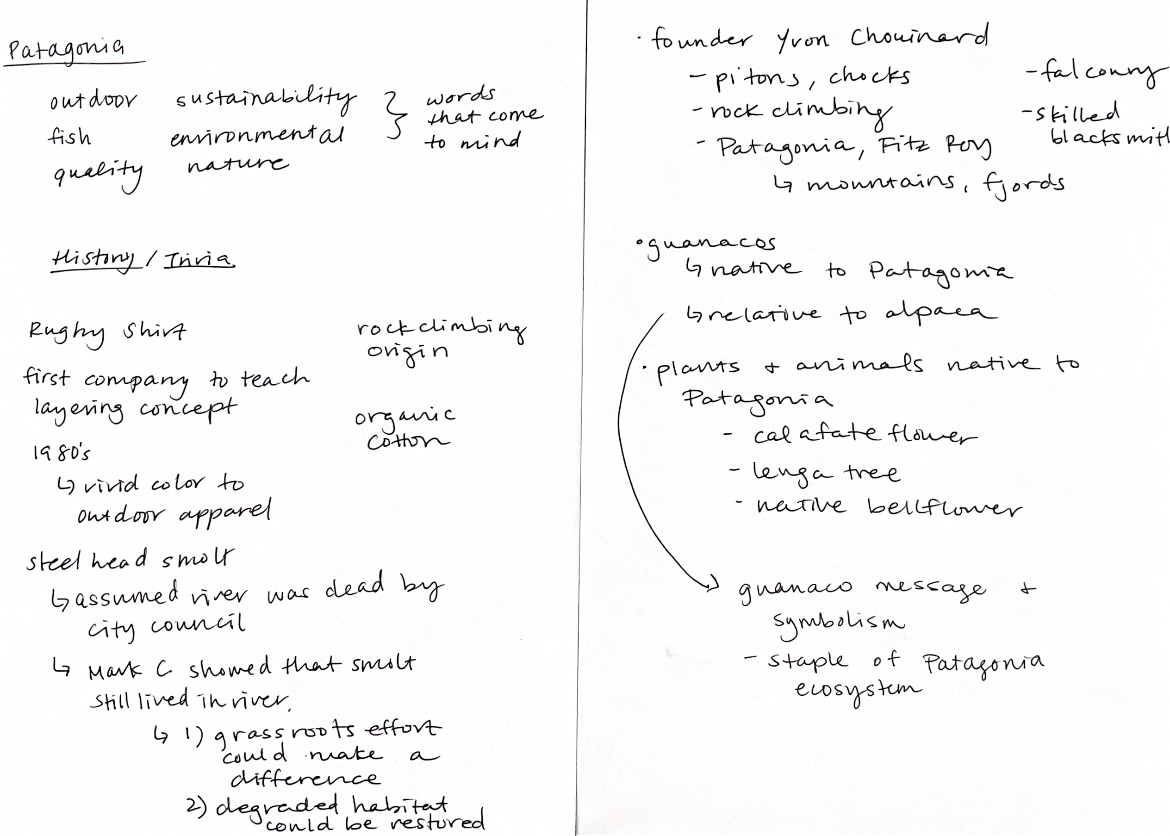 Patagonia
outdoor sustainability } words
that come
fish environmental
to mind
quality nature
History / Trivia
Rugby Shirt
first company to teach
layering concept
1980's
↳ vivid color to
outdoor apparel
rockclimbing
origin
organic
cotton
steel head smolt
↳ assumed river was dead by
city council
↳ Mark C showed that smolt
still lived in river.
↳ 1) grassroots effort
could make a
difference
2) degraded habitat
could be restored
· founder Yvon Chouinard
- pitons, chocks
- rock climbing
- Patagonia, Fitz Roy
↳ mountains, fjords
- falconry
- skilled
blacksmith
· guanacos
↳ native to Patagonia
↳ relative to alpaca
· plants + animals native to
Patagonia
- calafate flower
- lenga tree
- native bellflower
guanaco message +
symbolism
- staple of Patagonia
ecosystem